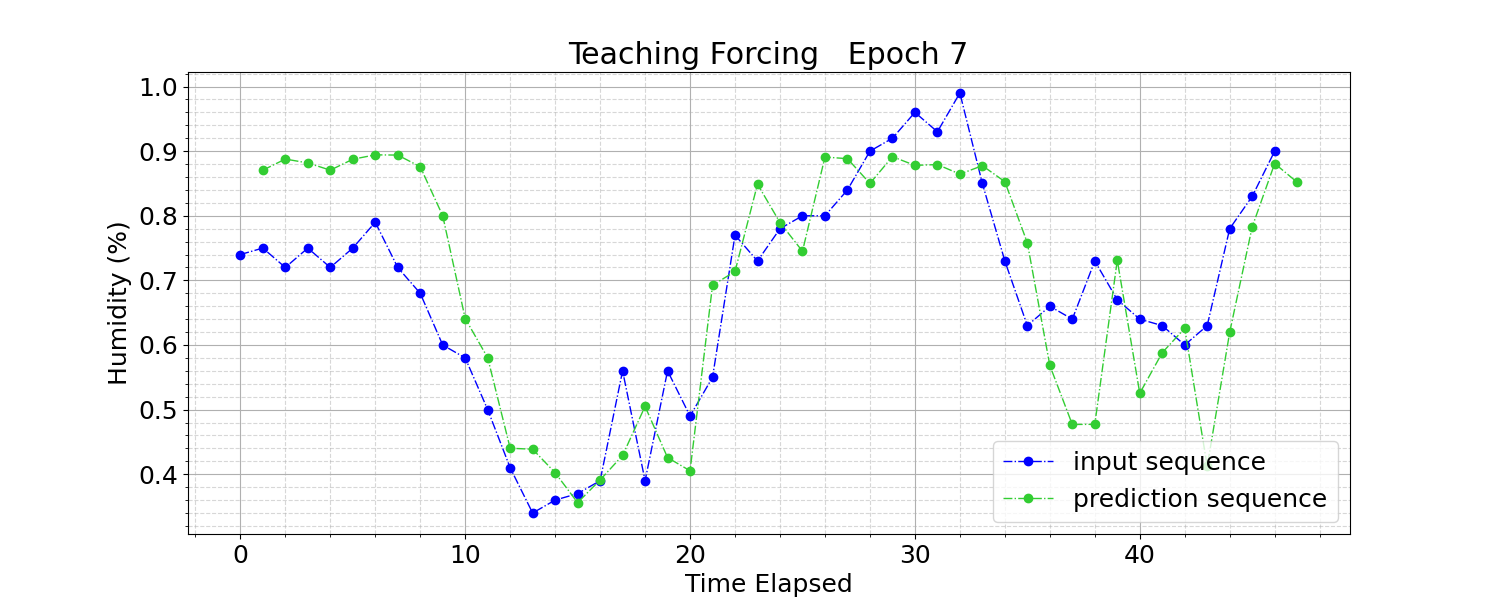 Teaching Forcing   Epoch 7
Humidity (%)
1.0
0.9
0.8
0.7
0.6
0.5
0.4
input sequence
prediction sequence
0 10 20 30 40
Time Elapsed